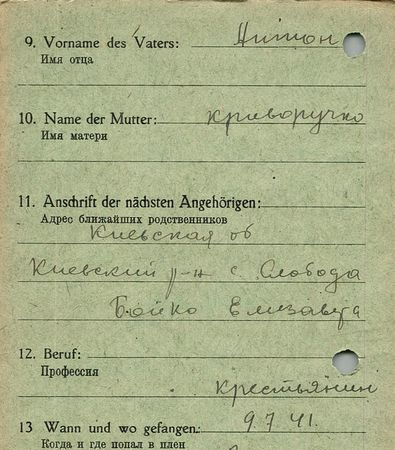 9. Vorname des Vaters: Антон
Имя отца
10. Name der Mutter: Криворучко
Имя матери
11. Anschrift der nächsten Angehörigen:
Адрес ближайших родственников
Киевская об
Киевский р-н с. Слобода
Бойко Елизавета
12. Beruf:
Профессия
крестьянин
13 Wann und wo gefangen: 9.7.41.
Когда и где попал в плен